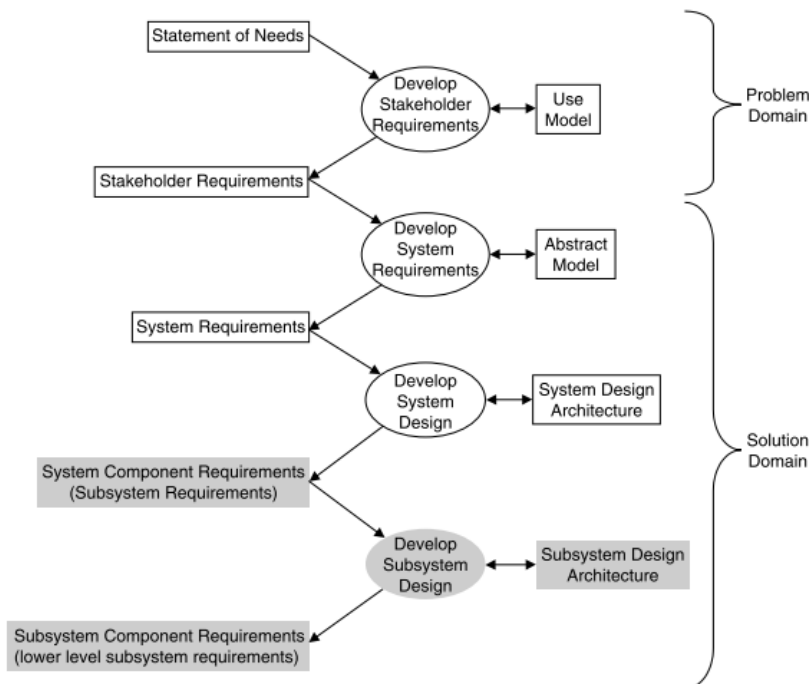 Statement of Needs
Develop
Stakeholder
Requirements
Use
Model
Problem
Domain
Stakeholder Requirements
Develop
System
Requirements
Abstract
Model
System Requirements
Develop
System
Design
System Design
Architecture
Solution
Domain
System Component Requirements
(Subsystem Requirements)
Develop
Subsystem
Design
Subsystem Design
Architecture
Subsystem Component Requirements
(lower level subsystem requirements)